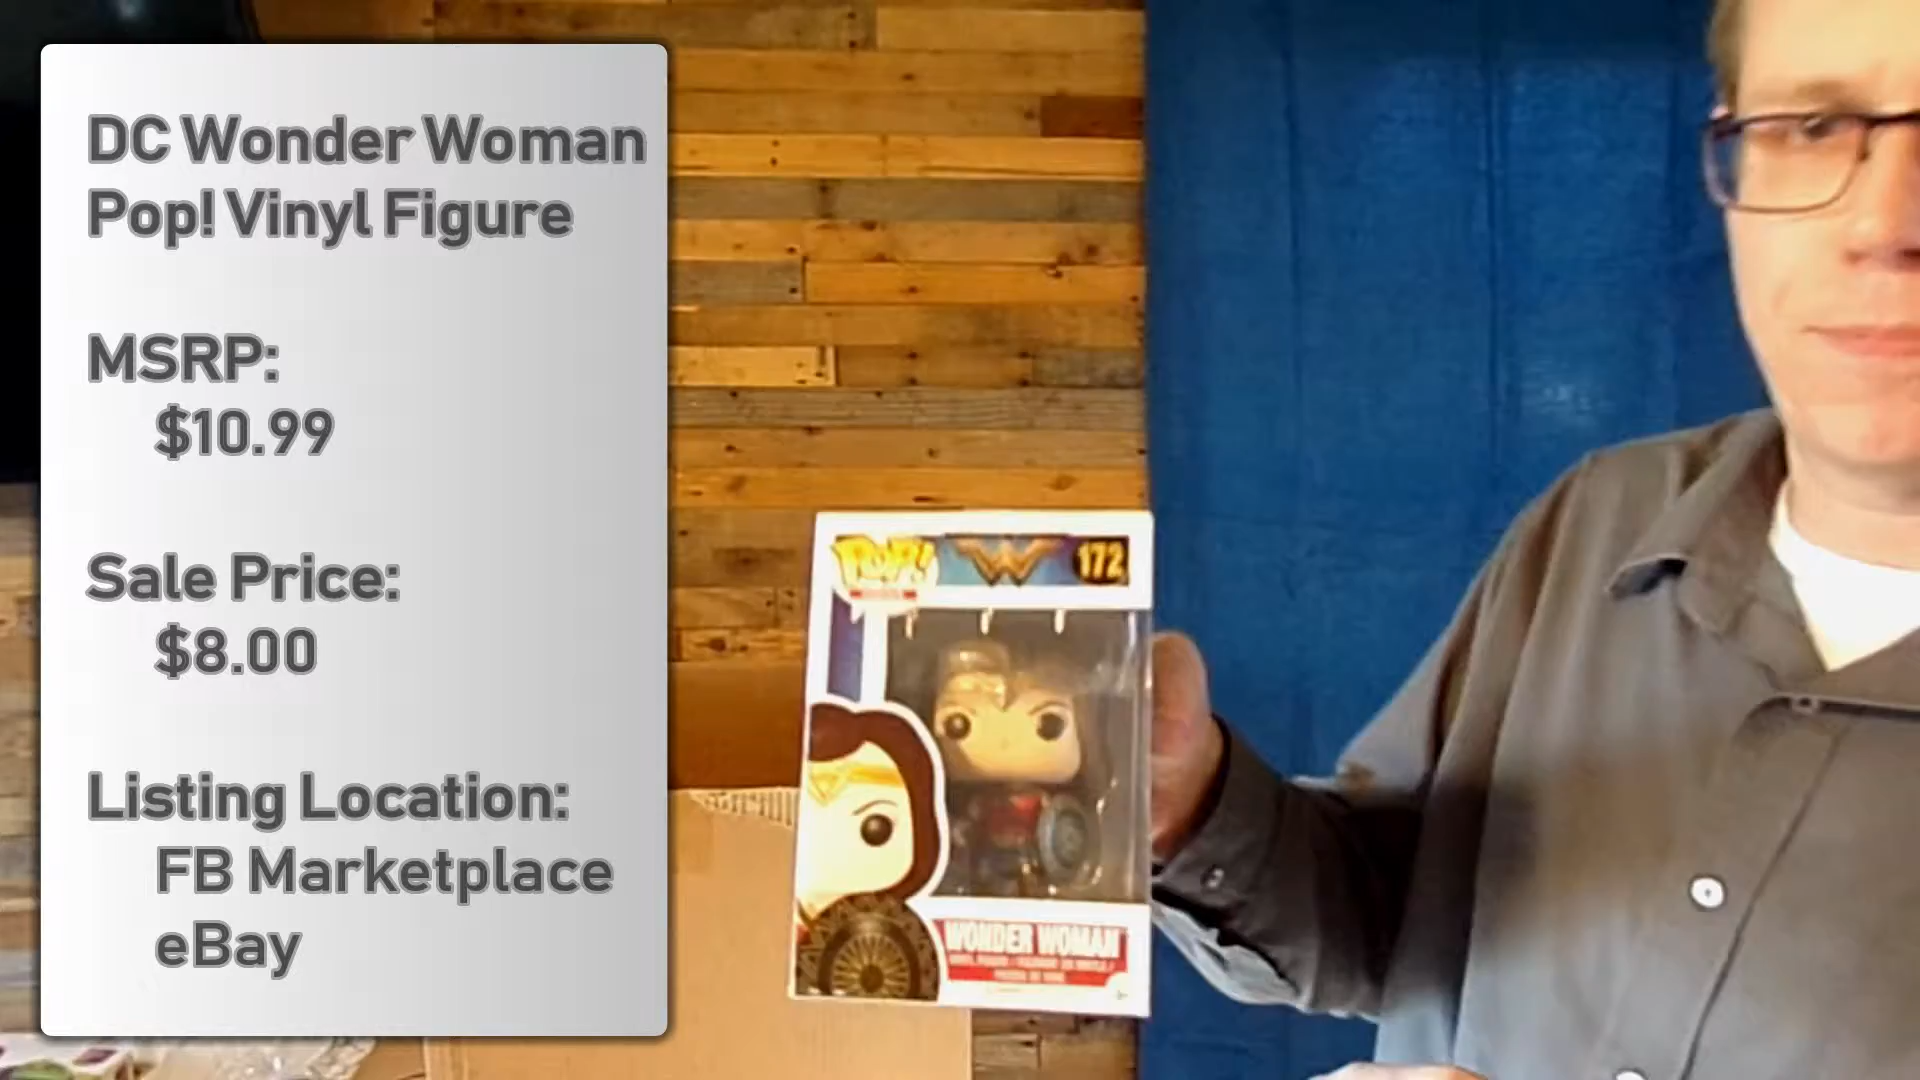 DC Wonder Woman
Pop! Vinyl Figure
MSRP:
$10.99
Sale Price:
$8.00
Listing Location:
FB Marketplace
eBay
POP!
172
WONDER WOMAN